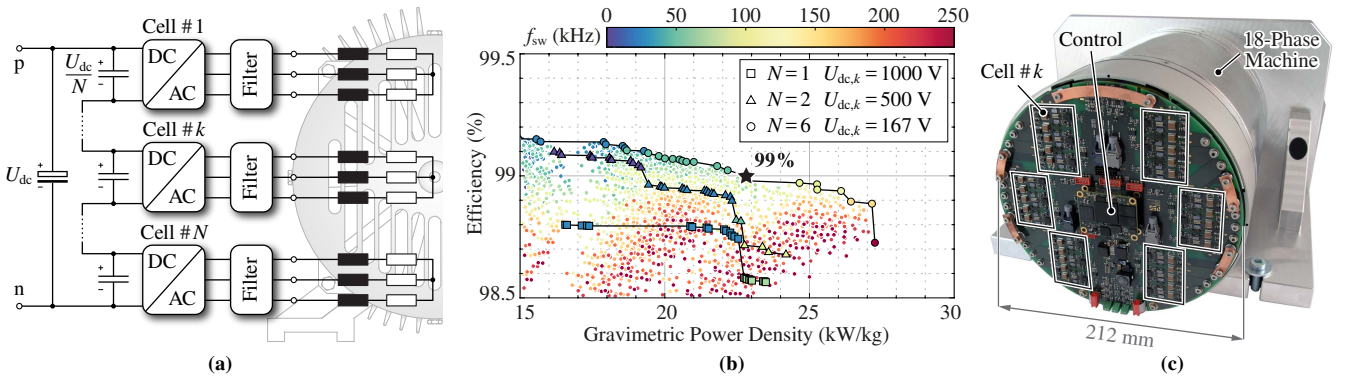 Cell #1
p
U_dc
N
+
−
DC
AC
Filter
Cell #k
U_dc
+
−
+
−
DC
AC
Filter
Cell #N
+
−
DC
AC
Filter
n
(a)
f_sw (kHz)
0 50 100 150 200 250
99.5
99
98.5
Efficiency (%)
N = 1 U_dc,k = 1000 V
N = 2 U_dc,k = 500 V
N = 6 U_dc,k = 167 V
99%
15 20 25 30
Gravimetric Power Density (kW/kg)
(b)
Control
18-Phase
Machine
Cell #k
212 mm
(c)